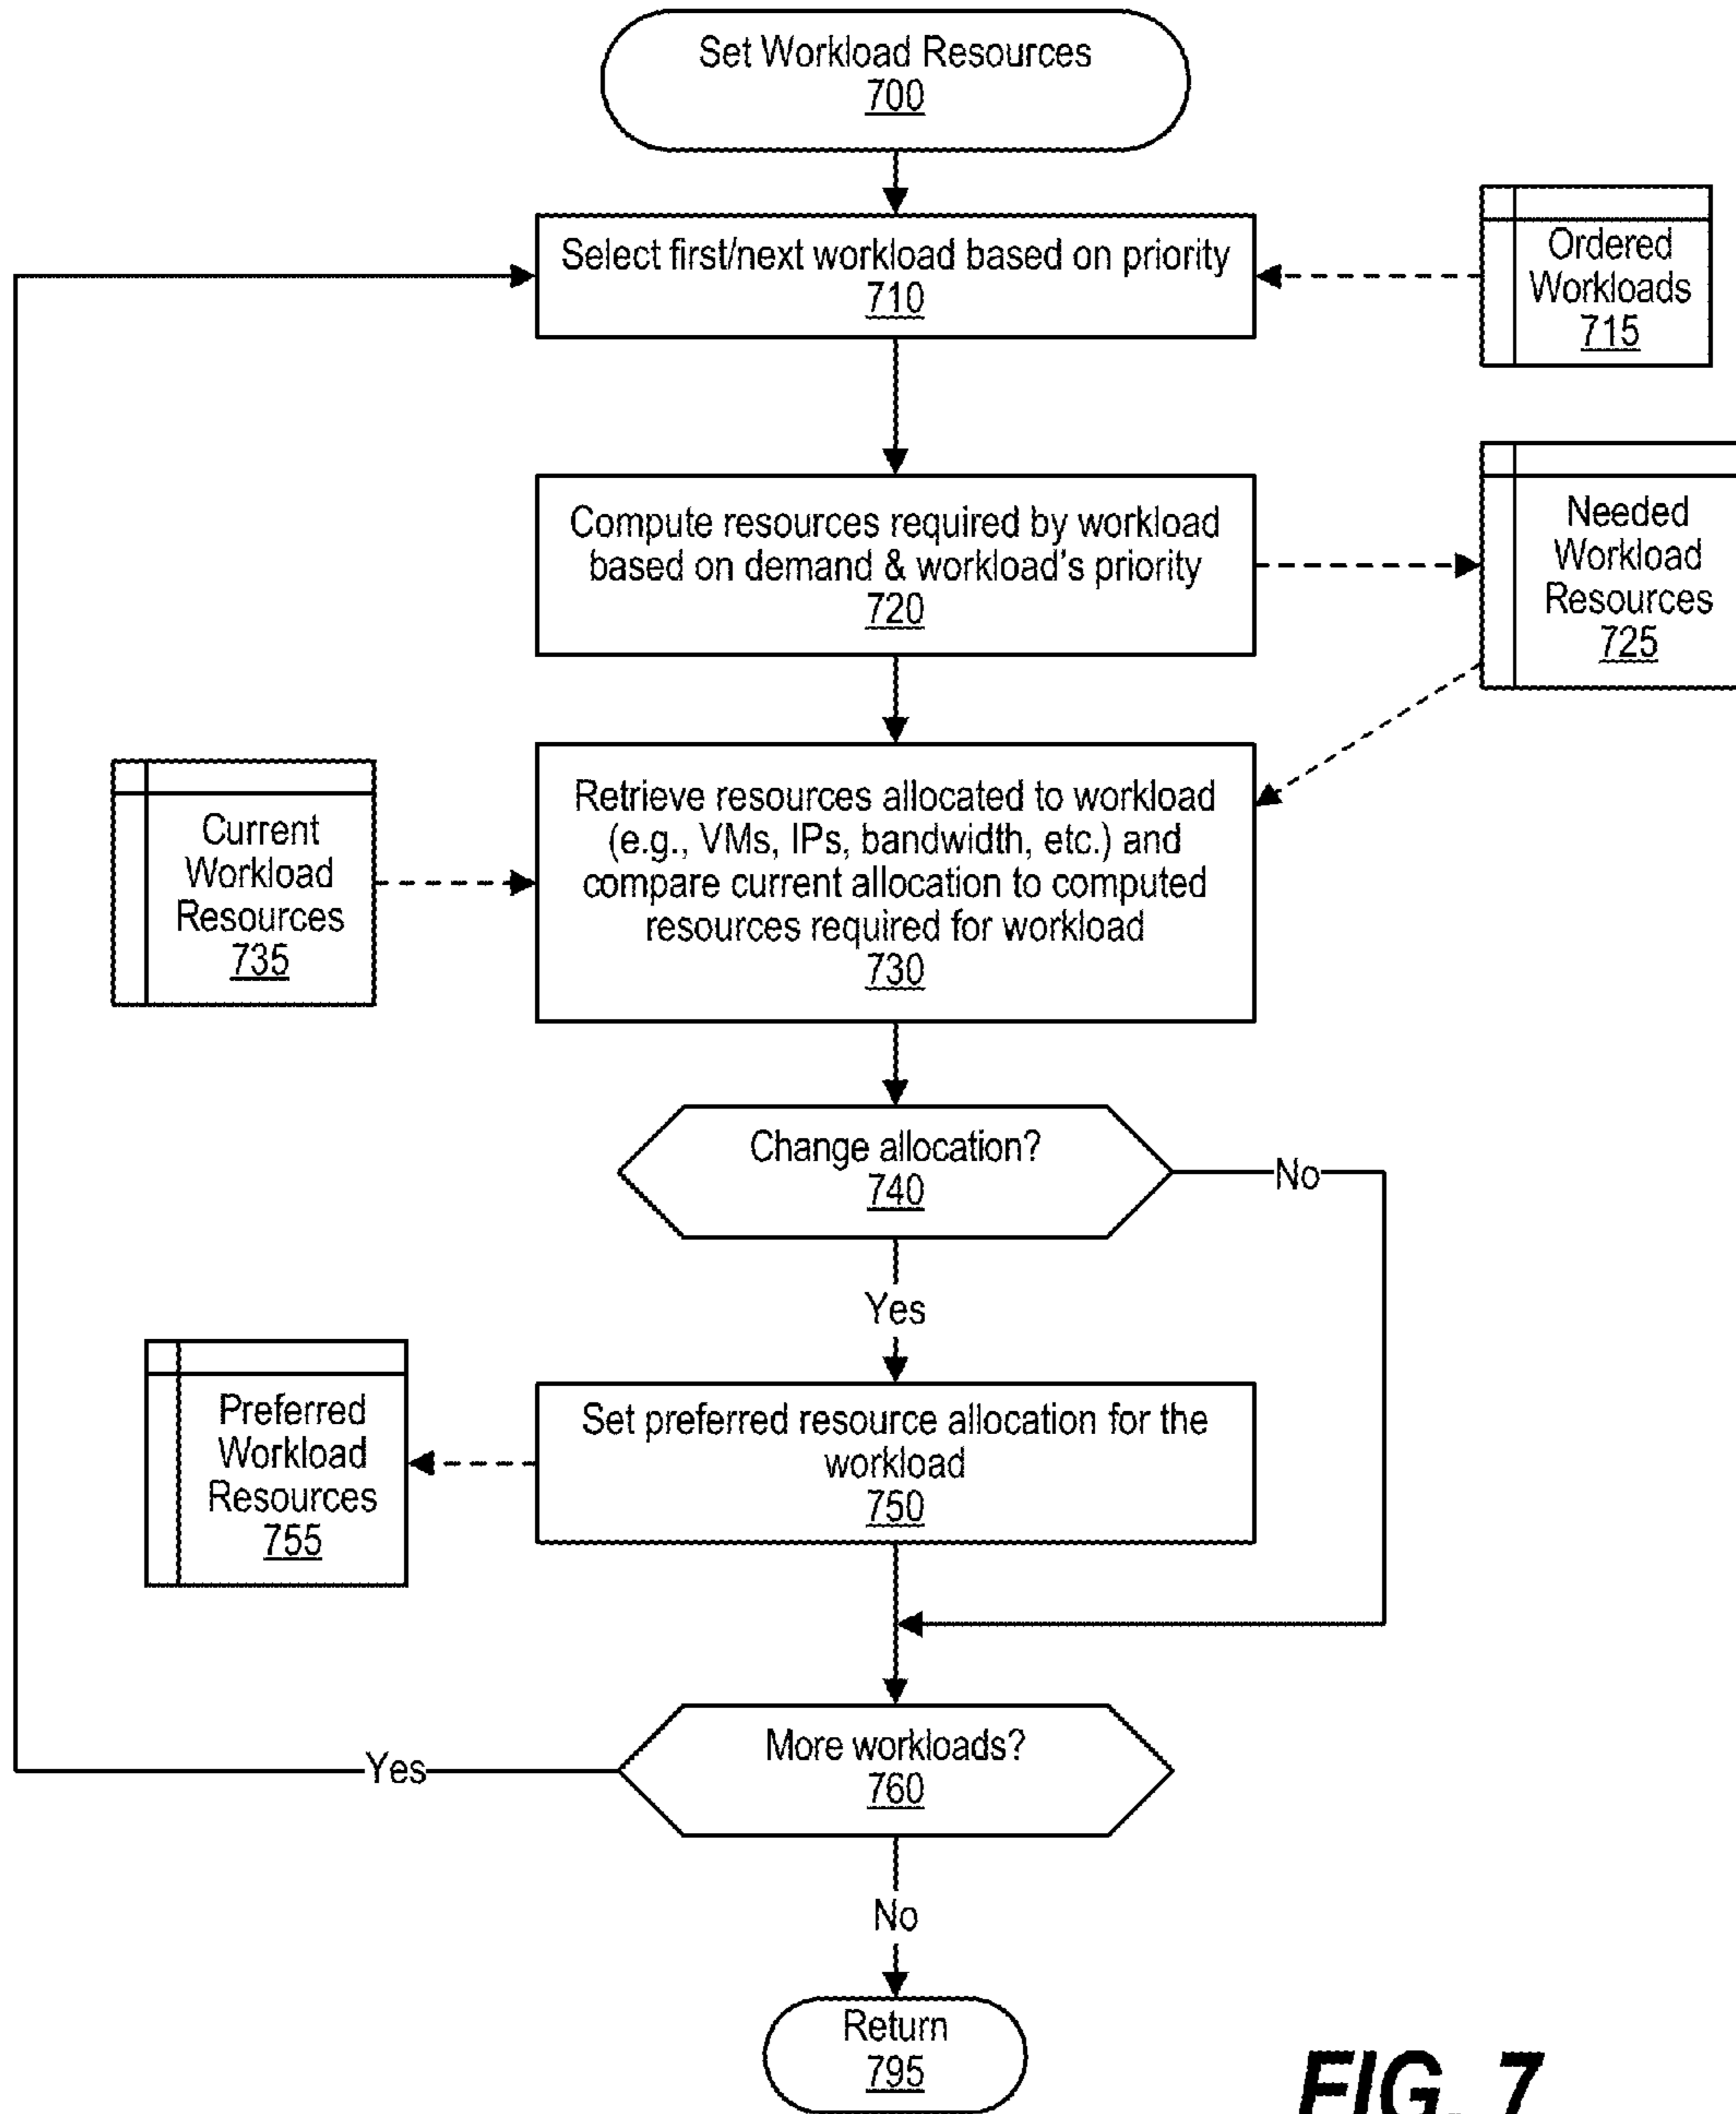 Set Workload Resources
700
Select first/next workload based on priority
710
Ordered
Workloads
715
Compute resources required by workload
based on demand & workload's priority
720
Needed
Workload
Resources
725
Current
Workload
Resources
735
Retrieve resources allocated to workload
(e.g., VMs, IPs, bandwidth, etc.) and
compare current allocation to computed
resources required for workload
730
Change allocation?
740
No
Yes
Preferred
Workload
Resources
755
Set preferred resource allocation for the
workload
750
More workloads?
760
Yes
No
Return
795
FIG. 7